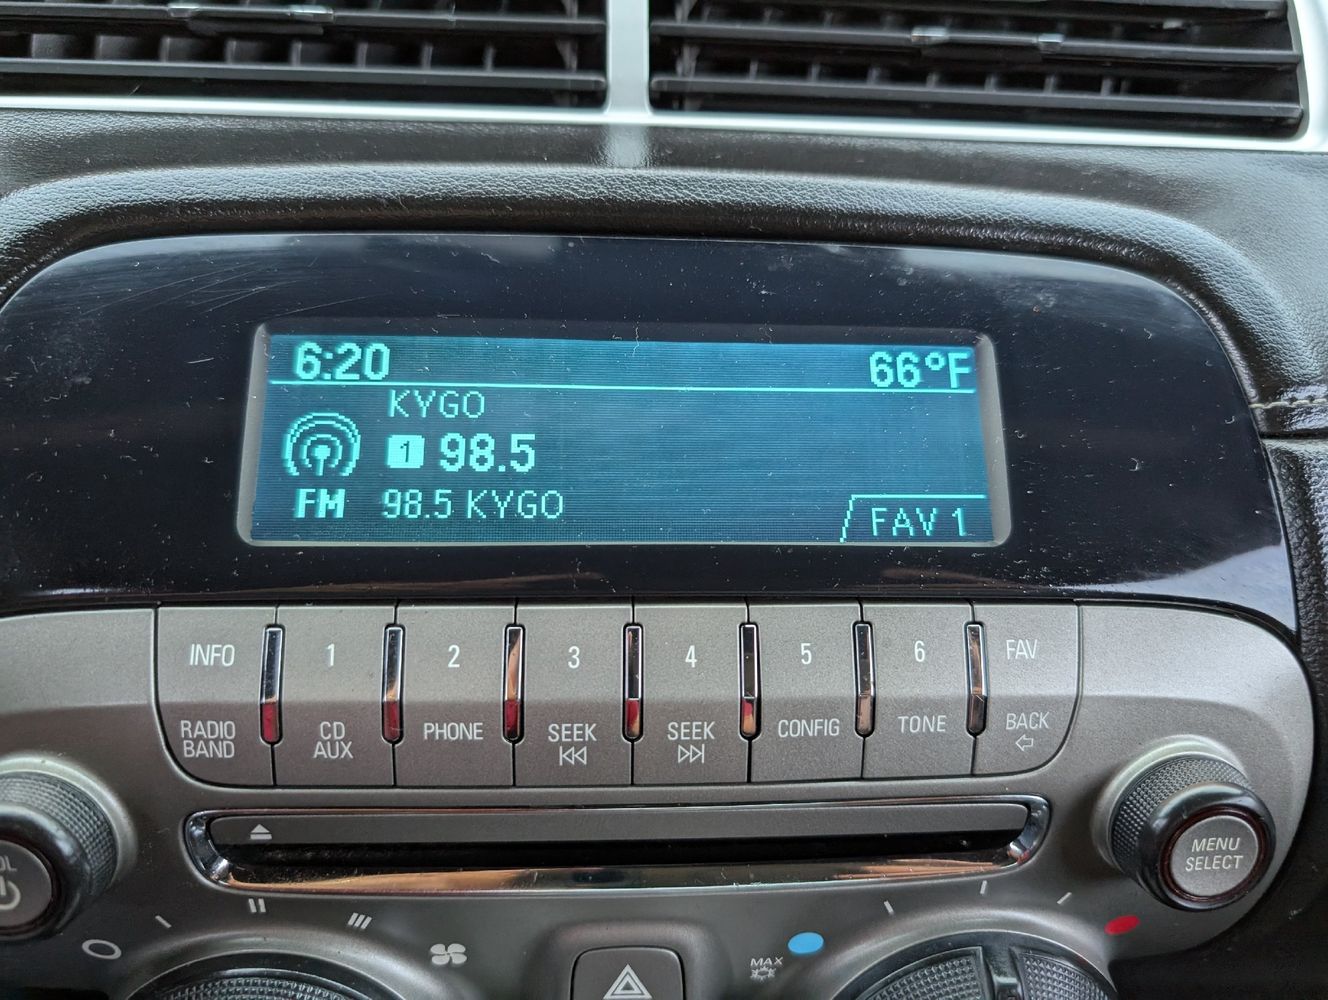 6:20 66°F
KYGO
1 98.5
FM 98.5 KYGO
FAV 1
INFO 1 2 3 4 5 6 FAV
RADIO BAND CD AUX PHONE SEEK SEEK CONFIG TONE BACK
MENU
SELECT
OL
MAX